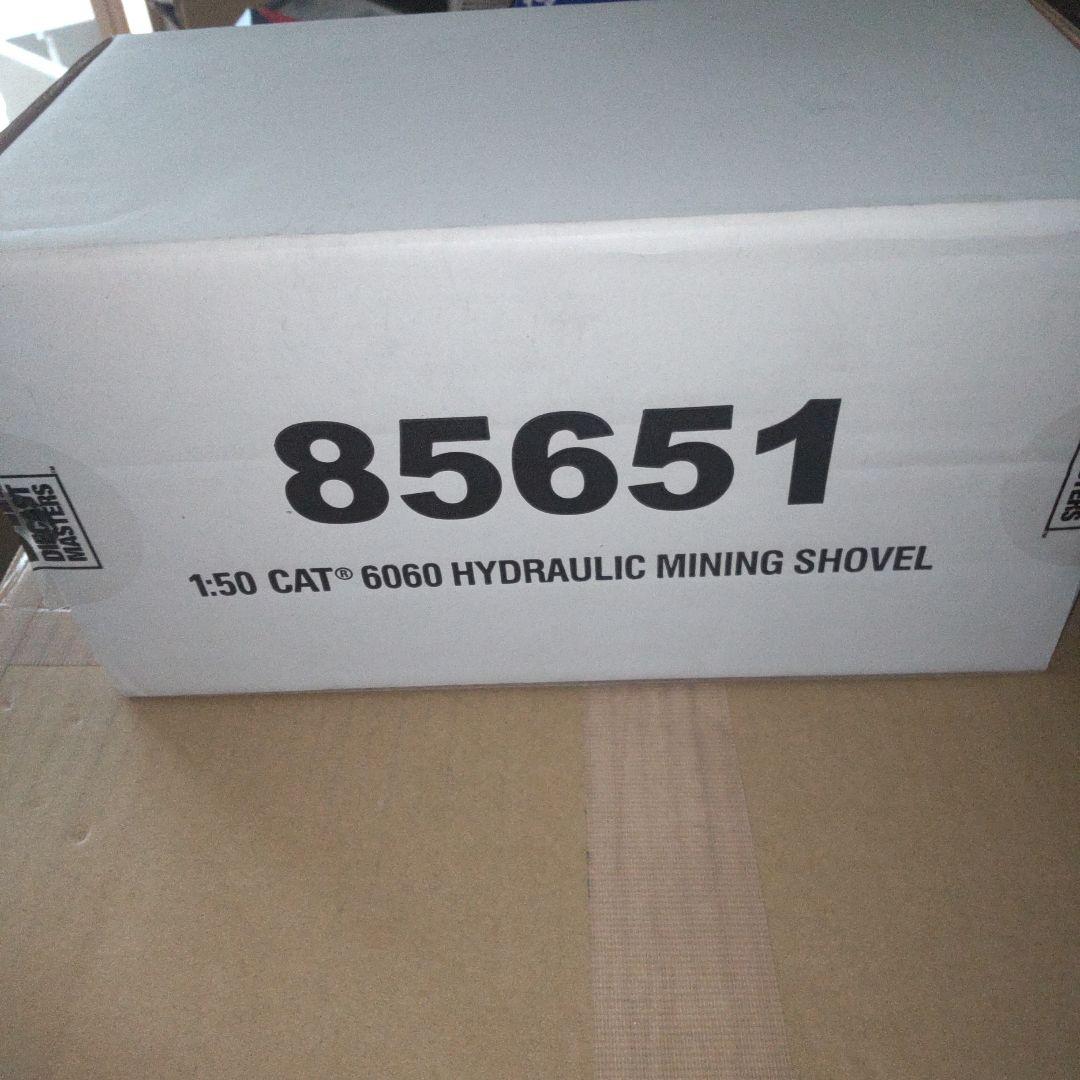 85651
1:50 CAT® 6060 HYDRAULIC MINING SHOVEL
DIECAST
MASTERS